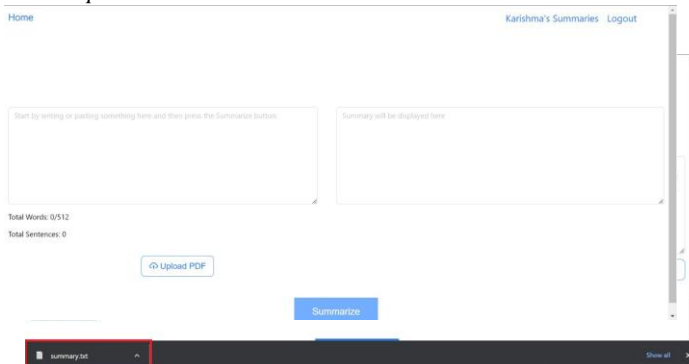 Home
Karishma's Summaries Logout
Start by writing or pasting something here and then press the Summarize button.
Summary will be displayed here
Total Words: 0/512
Total Sentences: 0
Upload PDF
Summarize
summary.txt
Show all